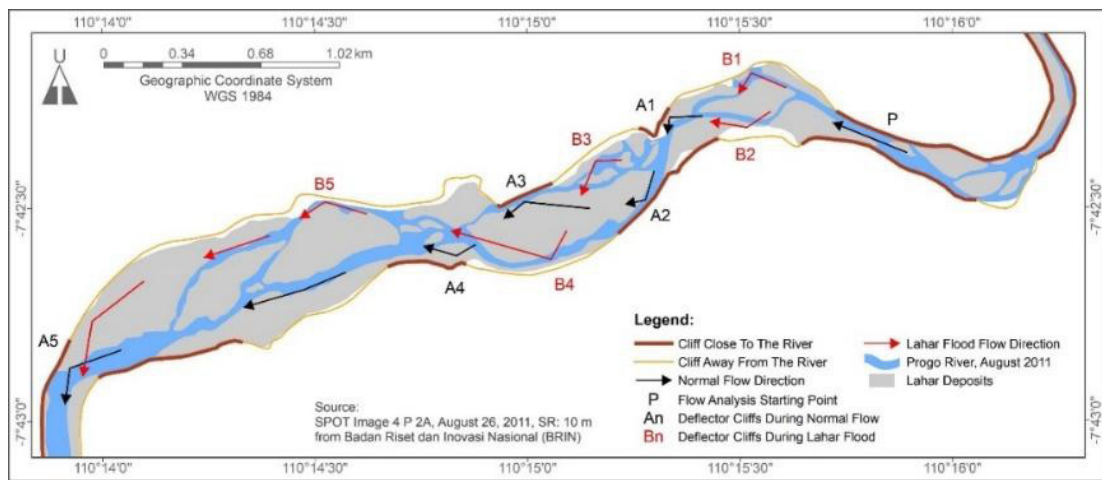 110°14'0"
110°14'30"
110°15'0"
110°15'30"
110°16'0"
U
0 0.34 0.68 1.02 km
Geographic Coordinate System
WGS 1984
B1
A1
P
B3
B2
A3
B5
A2
-7°42'30"
-7°42'30"
A4
B4
A5
Legend:
Cliff Close To The River
Cliff Away From The River
Normal Flow Direction
P Flow Analysis Starting Point
An Deflector Cliffs During Normal Flow
Bn Deflector Cliffs During Lahar Flood
Lahar Flood Flow Direction
Progo River, August 2011
Lahar Deposits
Source:
SPOT Image 4 P 2A, August 26, 2011, SR: 10 m
from Badan Riset dan Inovasi Nasional (BRIN)
-7°43'0"
-7°43'0"
110°14'0"
110°14'30"
110°15'0"
110°15'30"
110°16'0"